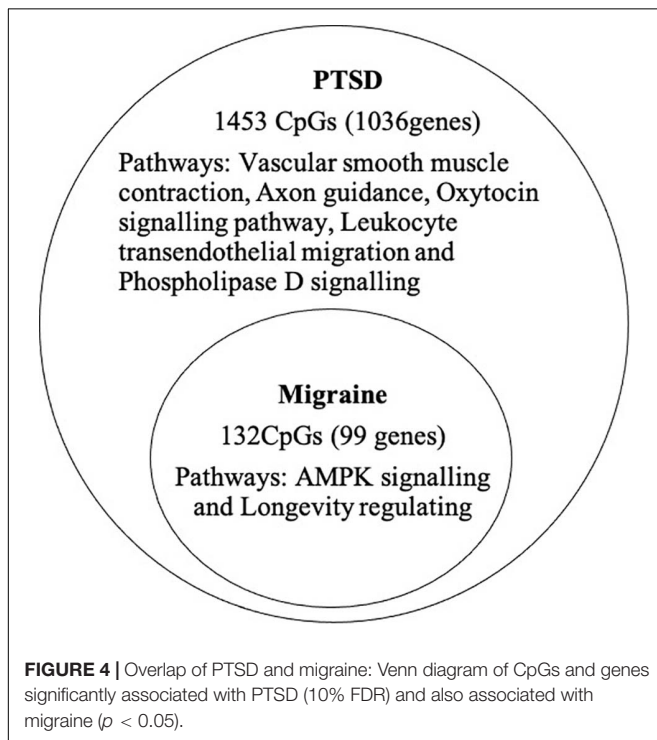 PTSD
1453 CpGs (1036genes)
Pathways: Vascular smooth muscle
contraction, Axon guidance, Oxytocin
signalling pathway, Leukocyte
transendothelial migration and
Phospholipase D signalling
Migraine
132CpGs (99 genes)
Pathways: AMPK signalling
and Longevity regulating
FIGURE 4 | Overlap of PTSD and migraine: Venn diagram of CpGs and genes
significantly associated with PTSD (10% FDR) and also associated with
migraine (p < 0.05).